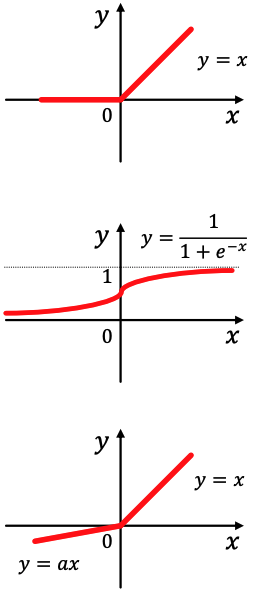 y
y = x
0
x
y
y = 1 / (1 + e^{-x})
1
0
x
y
y = x
0
x
y = ax